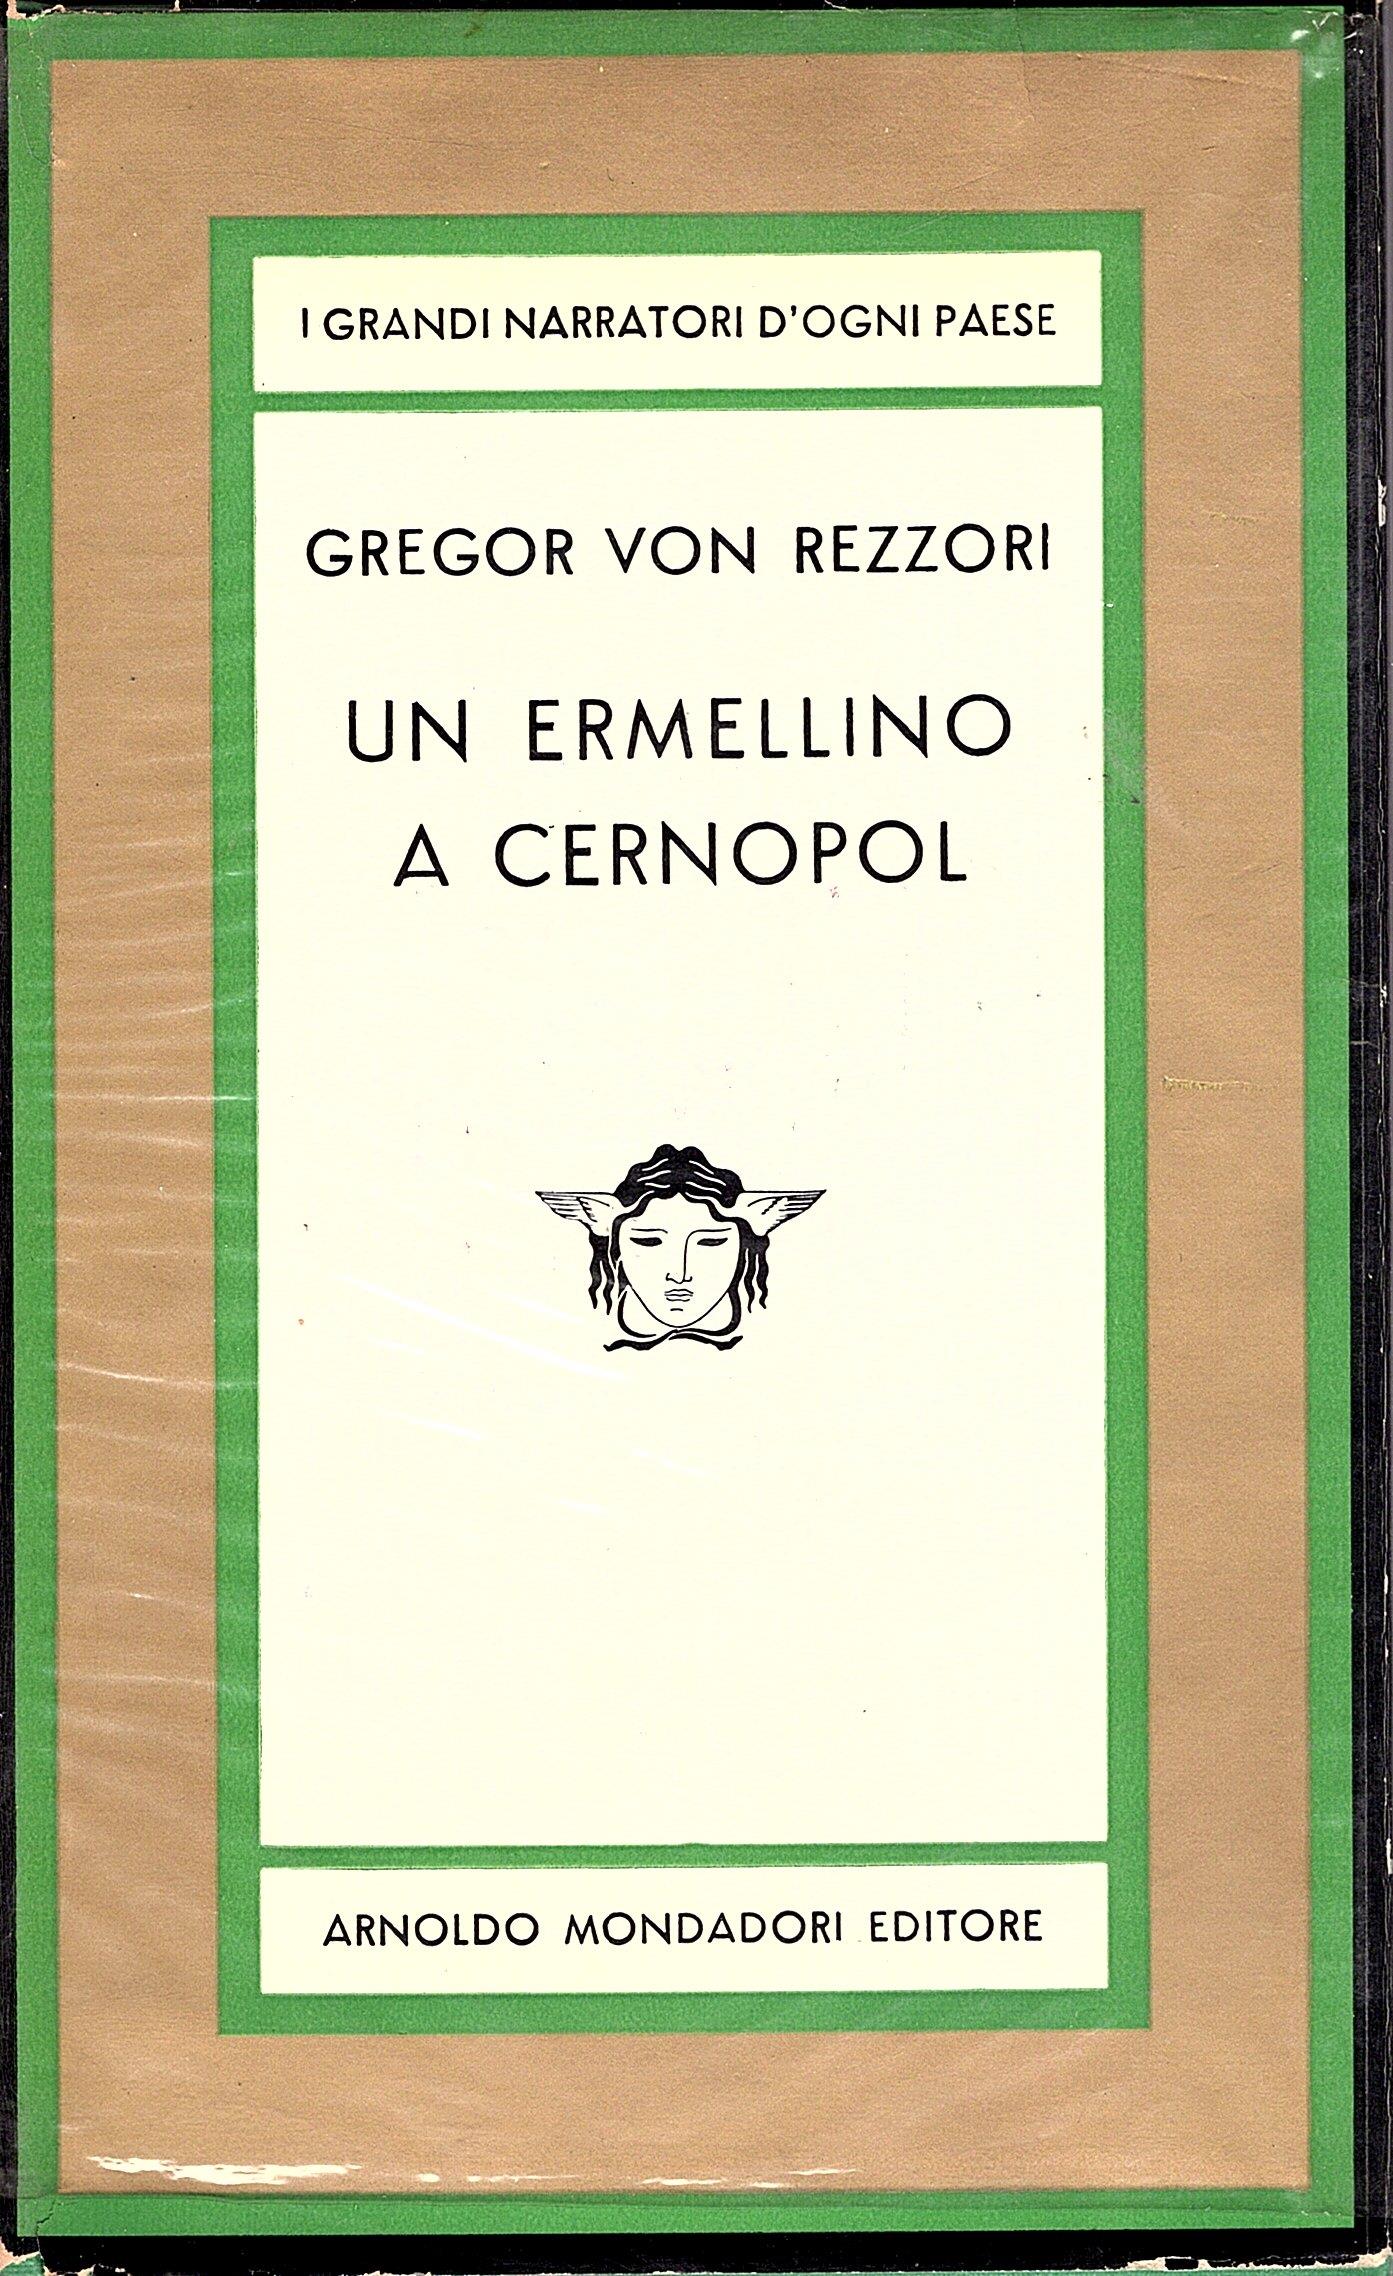 I GRANDI NARRATORI D'OGNI PAESE
GREGOR VON REZZORI
UN ERMELLINO
A CERNOPOL
ARNOLDO MONDADORI EDITORE